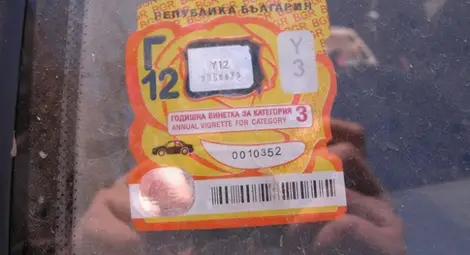 РЕПУБЛИКА БЪЛГАРИЯ
Г
12
Y12
Y
3
ГОДИШНА ВИНЕТКА ЗА КАТЕГОРИЯ 3
ANNUAL VIGNETTE FOR CATEGORY
0010352